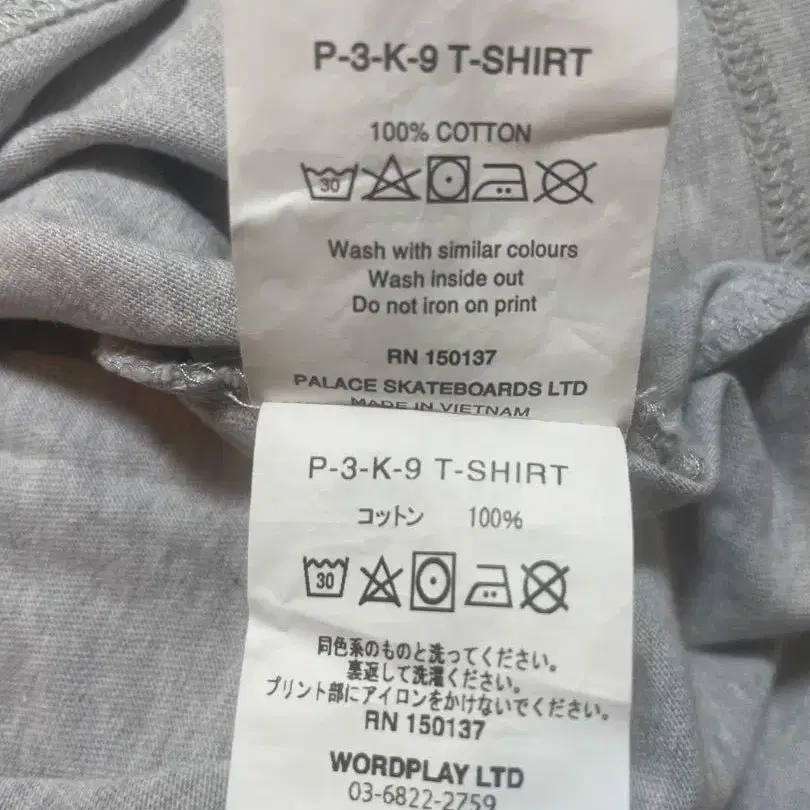 P-3-K-9 T-SHIRT
100% COTTON
30
Wash with similar colours
Wash inside out
Do not iron on print
RN 150137
PALACE SKATEBOARDS LTD
MADE IN VIETNAM
P-3-K-9 T-SHIRT
コットン 100%
30
同色系のものと洗ってください。
裏返して洗濯ください。
プリント部にアイロンをかけないでください。
RN 150137
WORDPLAY LTD
03-6822-2759